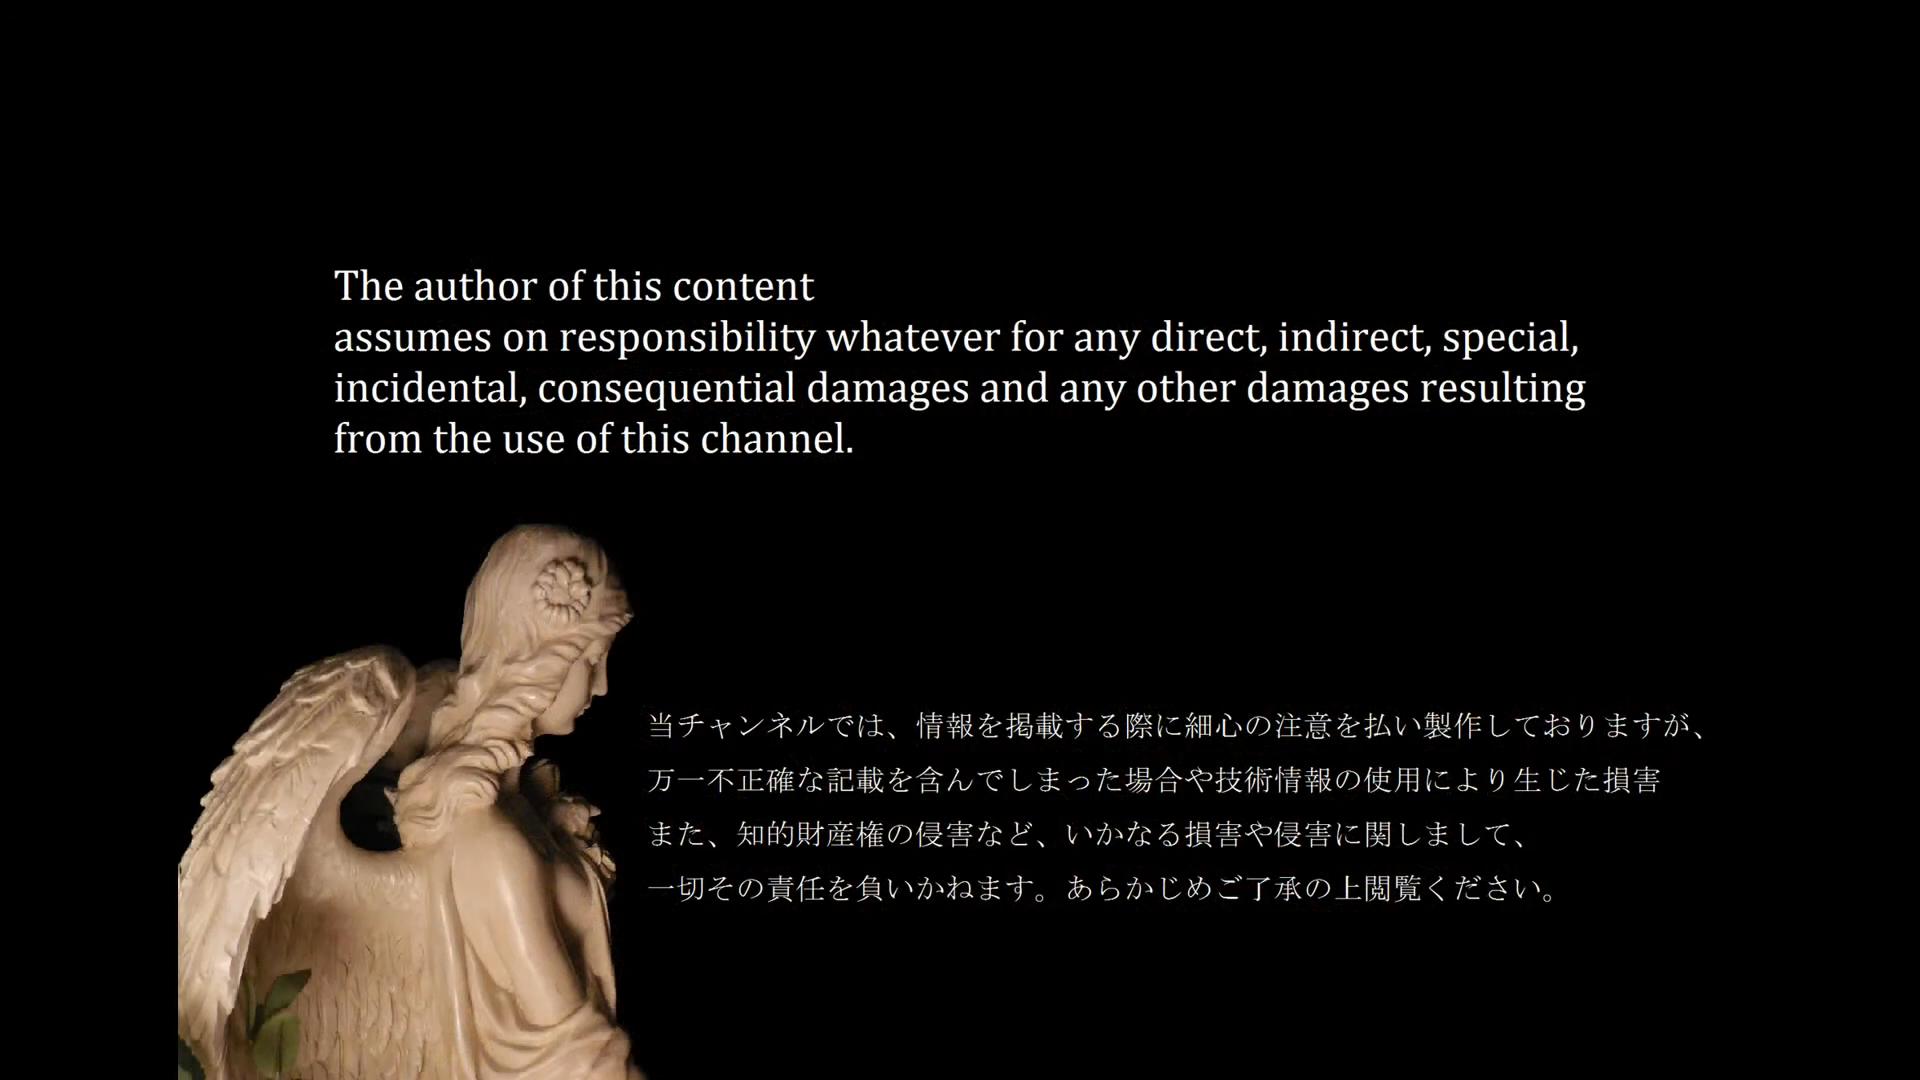 The author of this content
assumes on responsibility whatever for any direct, indirect, special,
incidental, consequential damages and any other damages resulting
from the use of this channel.
当チャンネルでは、情報を掲載する際に細心の注意を払い製作しておりますが、
万一不正確な記載を含んでしまった場合や技術情報の使用により生じた損害
また、知的財産権の侵害など、いかなる損害や侵害に関しまして、
一切その責任を負いかねます。あらかじめご了承の上閲覧ください。